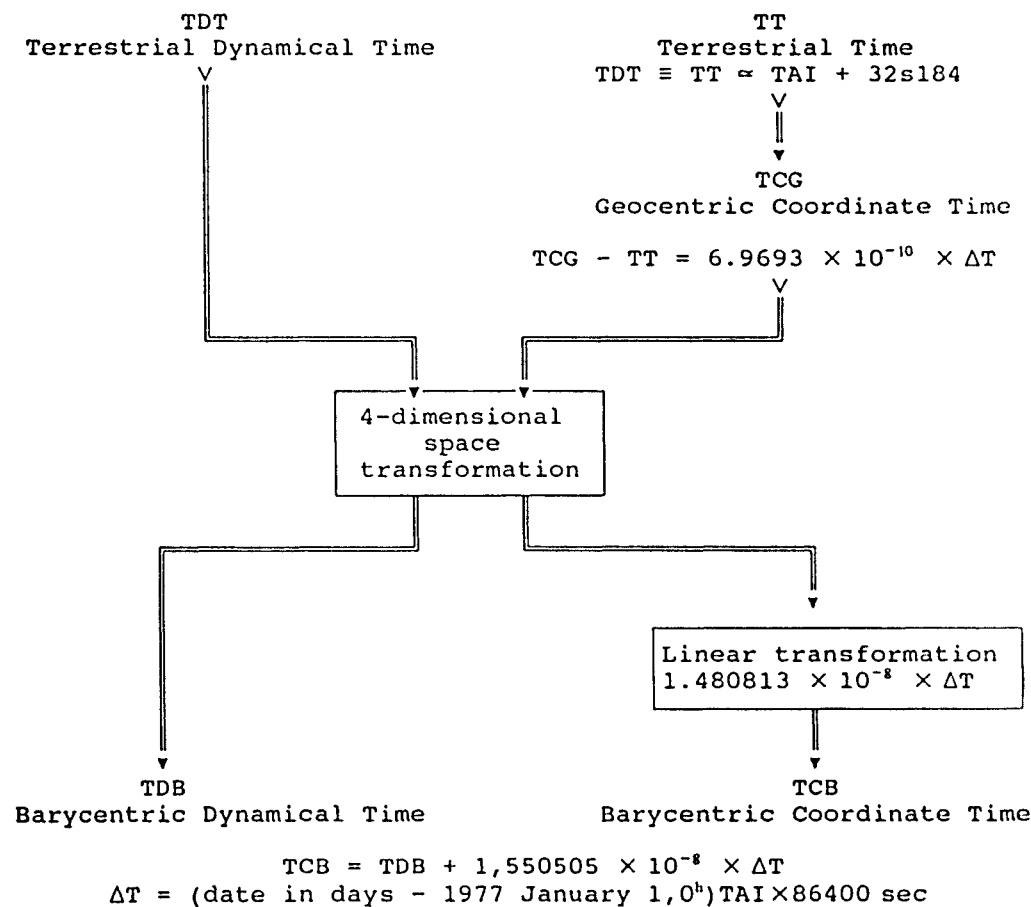 TDT
Terrestrial Dynamical Time
TT
Terrestrial Time
TDT ≡ TT ≃ TAI + 32s184
TCG
Geocentric Coordinate Time
TCG - TT = 6.9693 × 10⁻¹⁰ × ΔT
4-dimensional
space
transformation
Linear transformation
1.480813 × 10⁻⁸ × ΔT
TDB
Barycentric Dynamical Time
TCB
Barycentric Coordinate Time
TCB = TDB + 1,550505 × 10⁻⁸ × ΔT
ΔT = (date in days - 1977 January 1,0ʰ)TAI×86400 sec